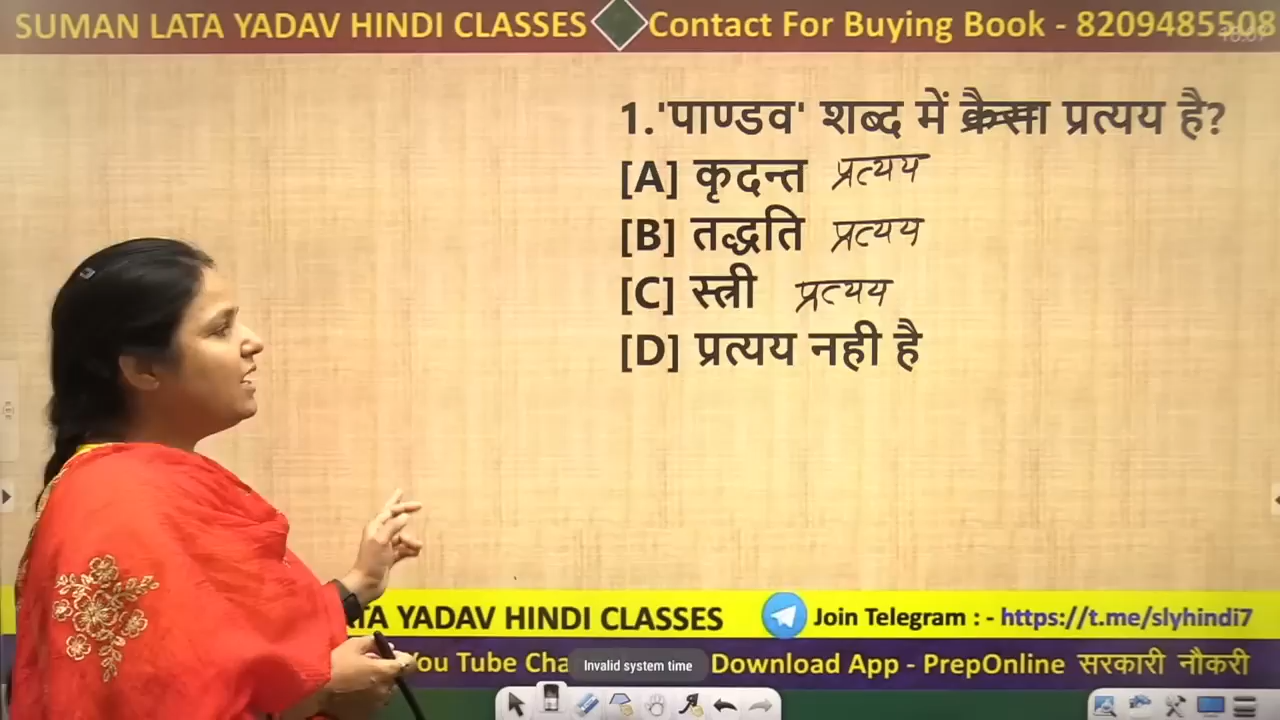 SUMAN LATA YADAV HINDI CLASSES Contact For Buying Book - 8209485508
1.'पाण्डव' शब्द में कैसा प्रत्यय है?
[A] कृदन्त प्रत्यय
[B] तद्धति प्रत्यय
[C] स्त्री प्रत्यय
[D] प्रत्यय नही है
TA YADAV HINDI CLASSES Join Telegram : - https://t.me/slyhindi7
You Tube Cha Invalid system time Download App - PrepOnline सरकारी नौकरी